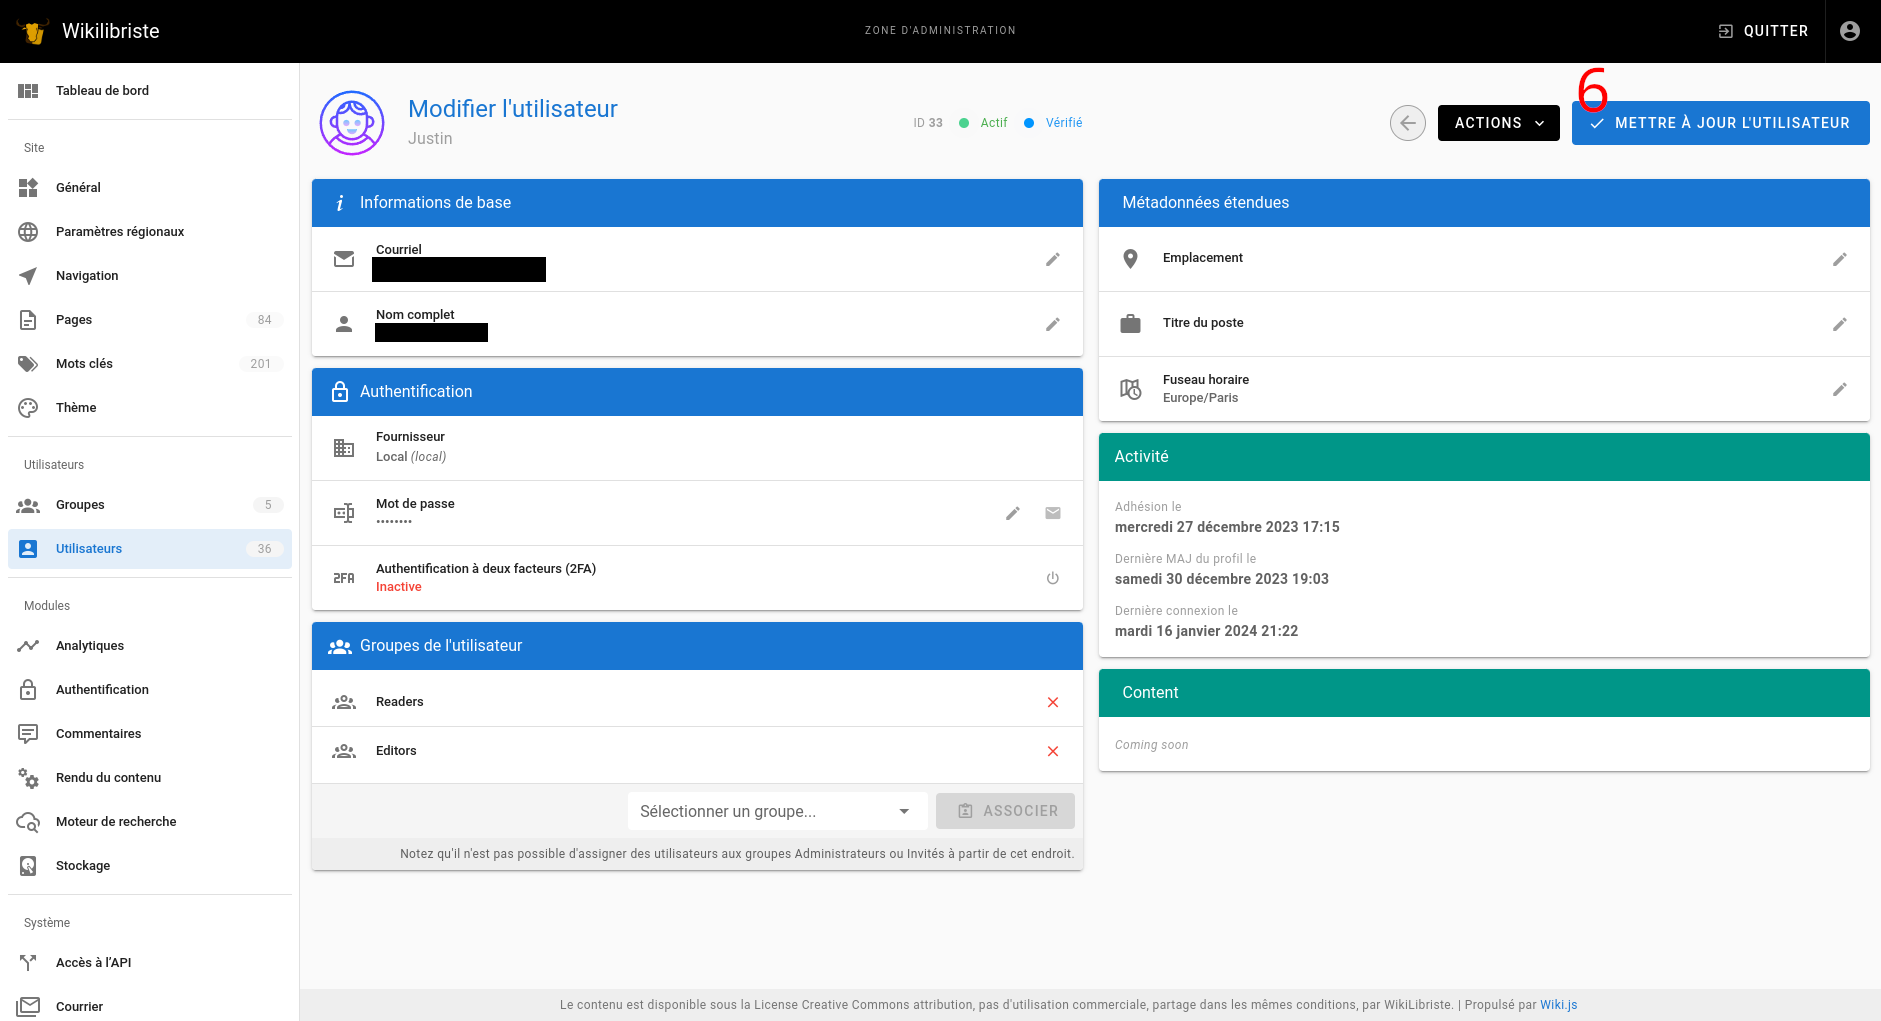 Wikilibriste
ZONE D'ADMINISTRATION
QUITTER
Tableau de bord
Site
Général
Paramètres régionaux
Navigation
Pages 84
Mots clés 201
Thème
Utilisateurs
Groupes 5
Utilisateurs 36
Modules
Analytiques
Authentification
Commentaires
Rendu du contenu
Moteur de recherche
Stockage
Système
Accès à l'API
Courrier
Modifier l'utilisateur
Justin
ID 33 Actif Vérifié
ACTIONS
6
METTRE À JOUR L'UTILISATEUR
Informations de base
Courriel
Nom complet
Authentification
Fournisseur
Local (local)
Mot de passe
••••••••
2FA
Authentification à deux facteurs (2FA)
Inactive
Groupes de l'utilisateur
Readers
Editors
Sélectionner un groupe...
ASSOCIER
Notez qu'il n'est pas possible d'assigner des utilisateurs aux groupes Administrateurs ou Invités à partir de cet endroit.
Métadonnées étendues
Emplacement
Titre du poste
Fuseau horaire
Europe/Paris
Activité
Adhésion le
mercredi 27 décembre 2023 17:15
Dernière MAJ du profil le
samedi 30 décembre 2023 19:03
Dernière connexion le
mardi 16 janvier 2024 21:22
Content
Coming soon
Le contenu est disponible sous la License Creative Commons attribution, pas d'utilisation commerciale, partage dans les mêmes conditions, par WikiLibriste. | Propulsé par Wiki.js